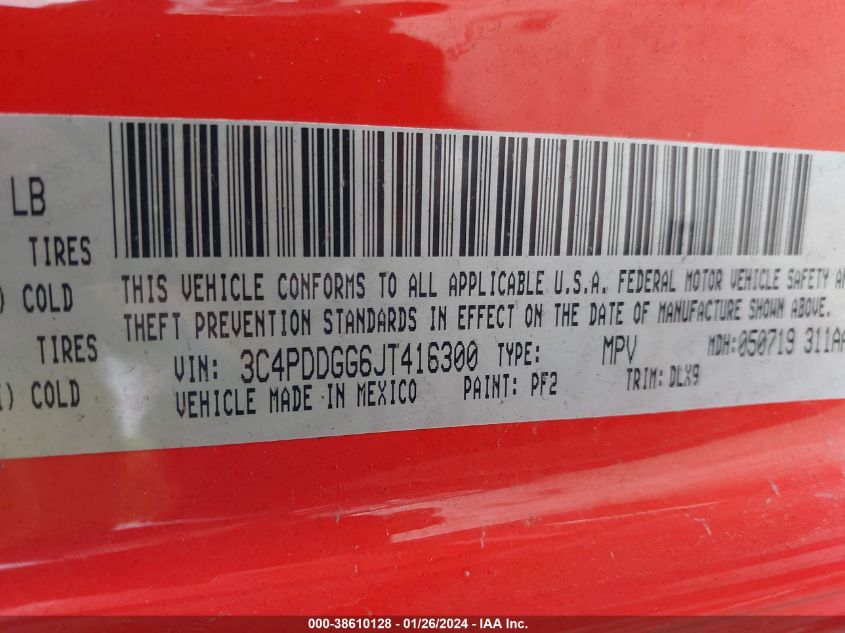 LB
TIRES
) COLD
TIRES
) COLD
THIS VEHICLE CONFORMS TO ALL APPLICABLE U.S.A. FEDERAL MOTOR VEHICLE SAFETY
THEFT PREVENTION STANDARDS IN EFFECT ON THE DATE OF MANUFACTURE SHOWN ABOVE.
VIN: 3C4PDDGG6JT416300 TYPE: MPV MDH:050719 311AA
VEHICLE MADE IN MEXICO PAINT: PF2 TRIM: DLX9
000-38610128 - 01/26/2024 - IAA Inc.